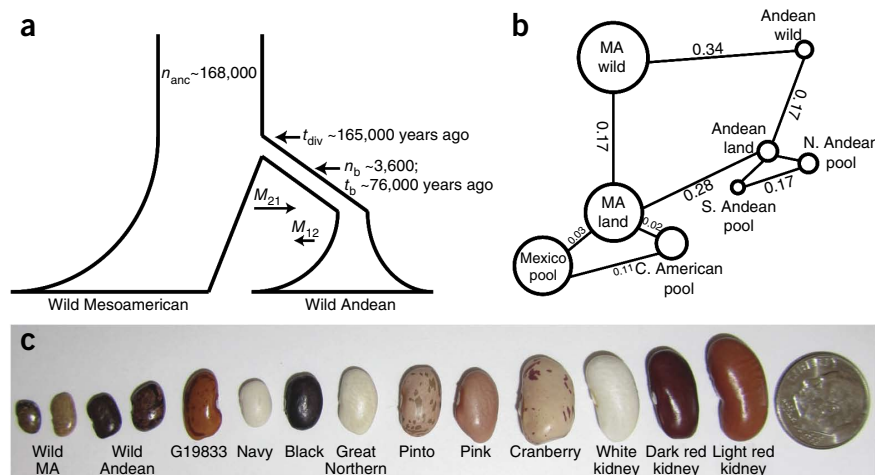 a
n_anc~168,000
t_div ~165,000 years ago
n_b ~3,600;
t_b ~76,000 years ago
M_21
M_12
Wild Mesoamerican
Wild Andean
b
MA
wild
0.34
Andean
wild
0.17
0.17
Andean
land
N. Andean
pool
0.17
S. Andean
pool
0.28
MA
land
0.03
0.02
Mexico
pool
0.11
C. American
pool
c
Wild
MA
Wild
Andean
G19833
Navy
Black
Great
Northern
Pinto
Pink
Cranberry
White
kidney
Dark red
kidney
Light red
kidney